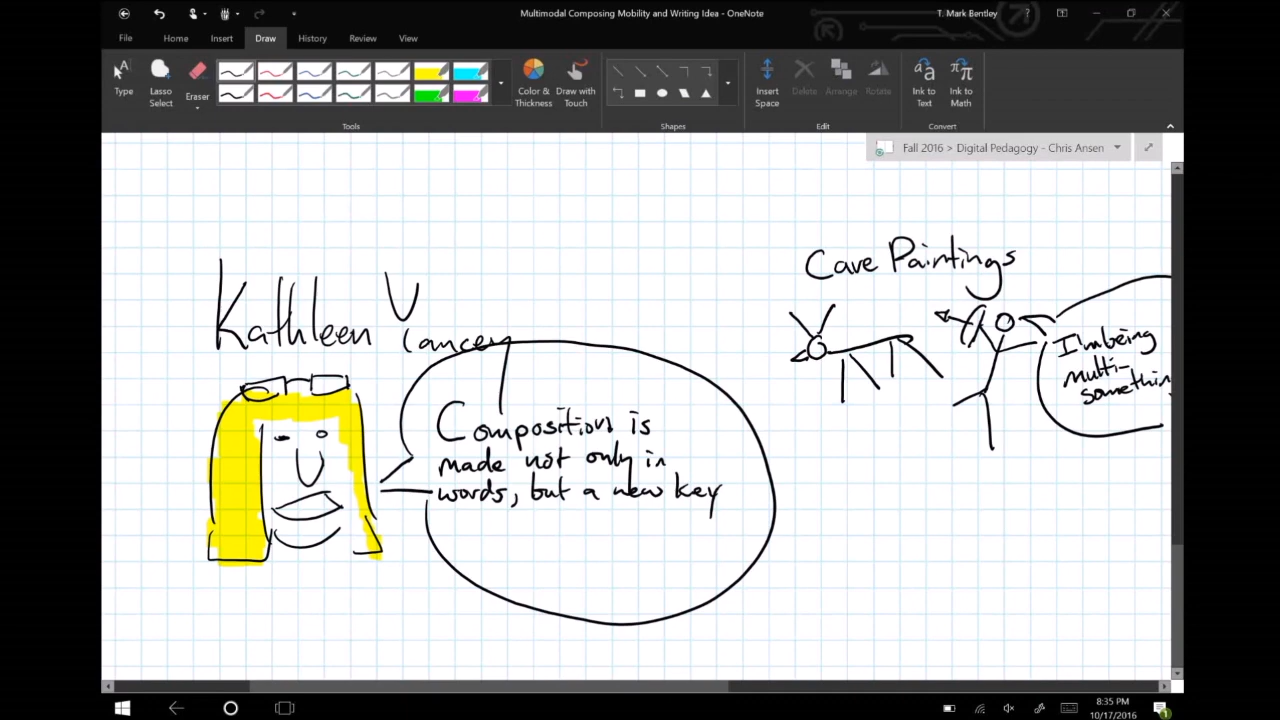 Multimodal Composing Mobility and Writing Idea - OneNote
T. Mark Bentley
?
File
Home
Insert
Draw
History
Review
View
Type
Lasso
Select
Eraser
Color &
Thickness
Draw with
Touch
Insert
Space
Delete
Arrange
Rotate
Ink to
Text
Ink to
Math
Tools
Shapes
Edit
Convert
Fall 2016 > Digital Pedagogy - Chris Ansen
Kathleen Yancey
Composition is
made not only in
words, but a new key
Cave Paintings
I'm being
multi-
somethin
8:35 PM
10/17/2016
1